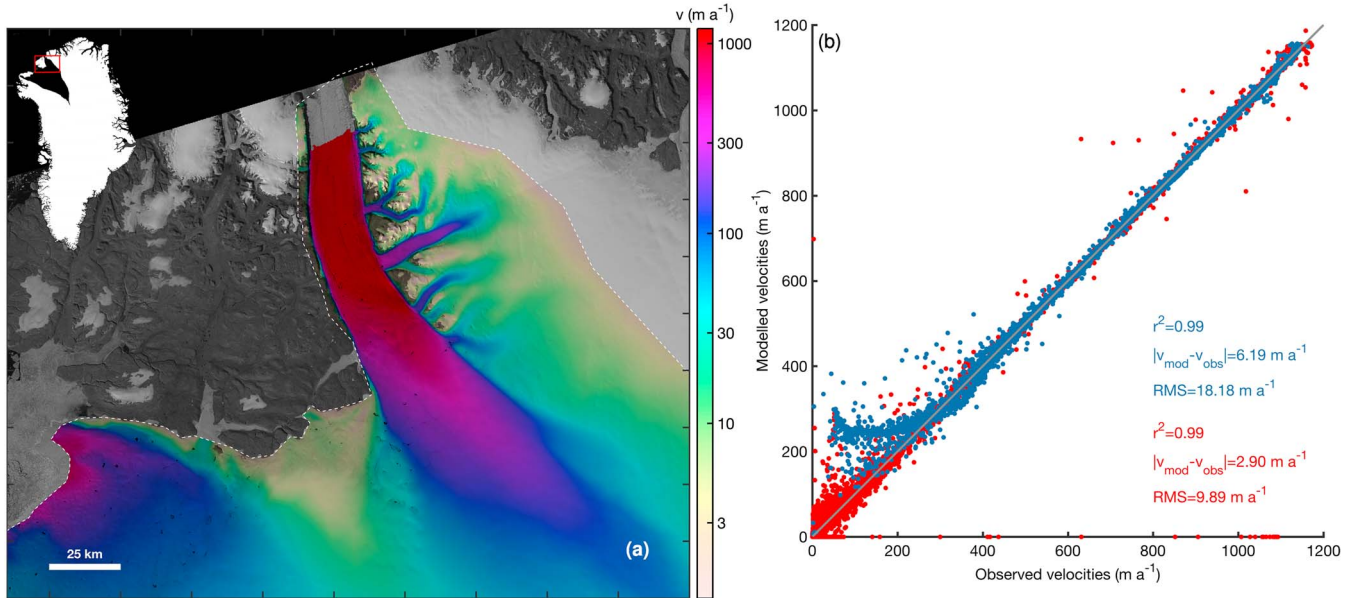 v (m a⁻¹)
1000
300
100
30
10
3
25 km
(a)
(b)
1200
1000
800
600
400
200
0
Modelled velocities (m a⁻¹)
r²=0.99
|v_mod-v_obs|=6.19 m a⁻¹
RMS=18.18 m a⁻¹
r²=0.99
|v_mod-v_obs|=2.90 m a⁻¹
RMS=9.89 m a⁻¹
0 200 400 600 800 1000 1200
Observed velocities (m a⁻¹)